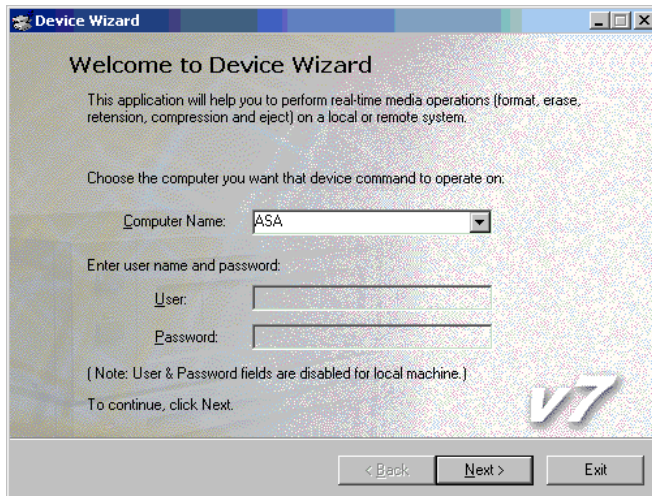 Device Wizard
Welcome to Device Wizard
This application will help you to perform real-time media operations (format, erase,
retension, compression and eject) on a local or remote system.
Choose the computer you want that device command to operate on:
Computer Name: ASA
Enter user name and password:
User:
Password:
( Note: User & Password fields are disabled for local machine.)
To continue, click Next.
v7
< Back Next > Exit